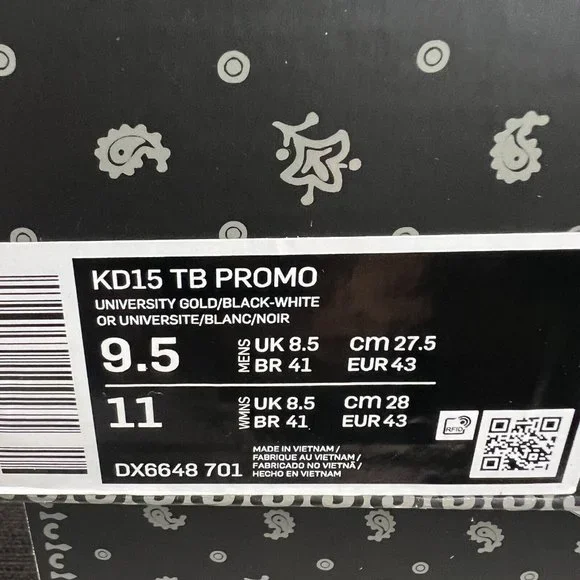 KD15 TB PROMO
UNIVERSITY GOLD/BLACK-WHITE
OR UNIVERSITE/BLANC/NOIR
9.5 MENS UK 8.5 cm 27.5
BR 41 EUR 43
11 WMNS UK 8.5 cm 28
BR 41 EUR 43
RFID
DX6648 701
MADE IN VIETNAM /
FABRIQUE AU VIETNAM /
FABRICADO NO VIETNÃ /
HECHO EN VIETNAM